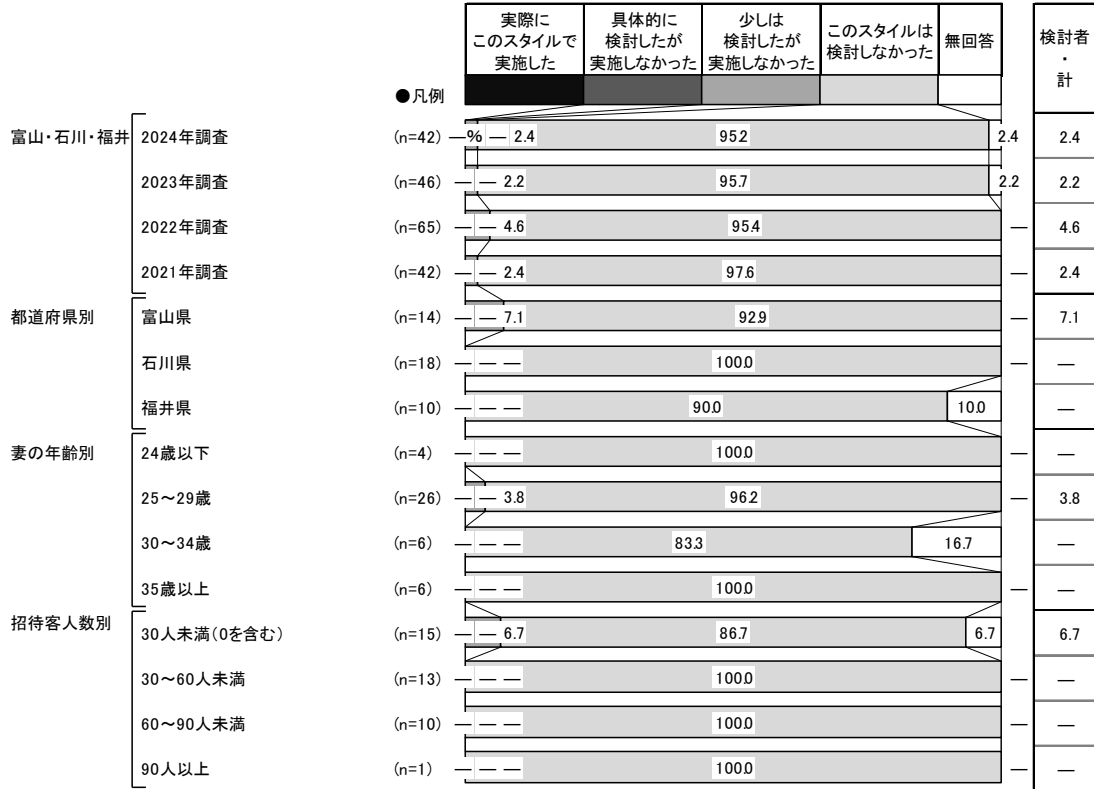 実際に
このスタイルで
実施した
具体的に
検討したが
実施しなかった
少しは
検討したが
実施しなかった
このスタイルは
検討しなかった
無回答
検討者
・
計
●凡例
富山・石川・福井 2024年調査 (n=42) ―%― 2.4 95.2 2.4 2.4
2023年調査 (n=46) ― ― 2.2 95.7 2.2 2.2
2022年調査 (n=65) ― ― 4.6 95.4 ― 4.6
2021年調査 (n=42) ― ― 2.4 97.6 ― 2.4
都道府県別 富山県 (n=14) ― ― 7.1 92.9 ― 7.1
石川県 (n=18) ― ― ― 100.0 ― ―
福井県 (n=10) ― ― ― 90.0 10.0 ―
妻の年齢別 24歳以下 (n=4) ― ― ― 100.0 ― ―
25～29歳 (n=26) ― ― 3.8 96.2 ― 3.8
30～34歳 (n=6) ― ― ― 83.3 16.7 ―
35歳以上 (n=6) ― ― ― 100.0 ― ―
招待客人数別 30人未満(0を含む) (n=15) ― ― 6.7 86.7 6.7 6.7
30～60人未満 (n=13) ― ― ― 100.0 ― ―
60～90人未満 (n=10) ― ― ― 100.0 ― ―
90人以上 (n=1) ― ― ― 100.0 ― ―